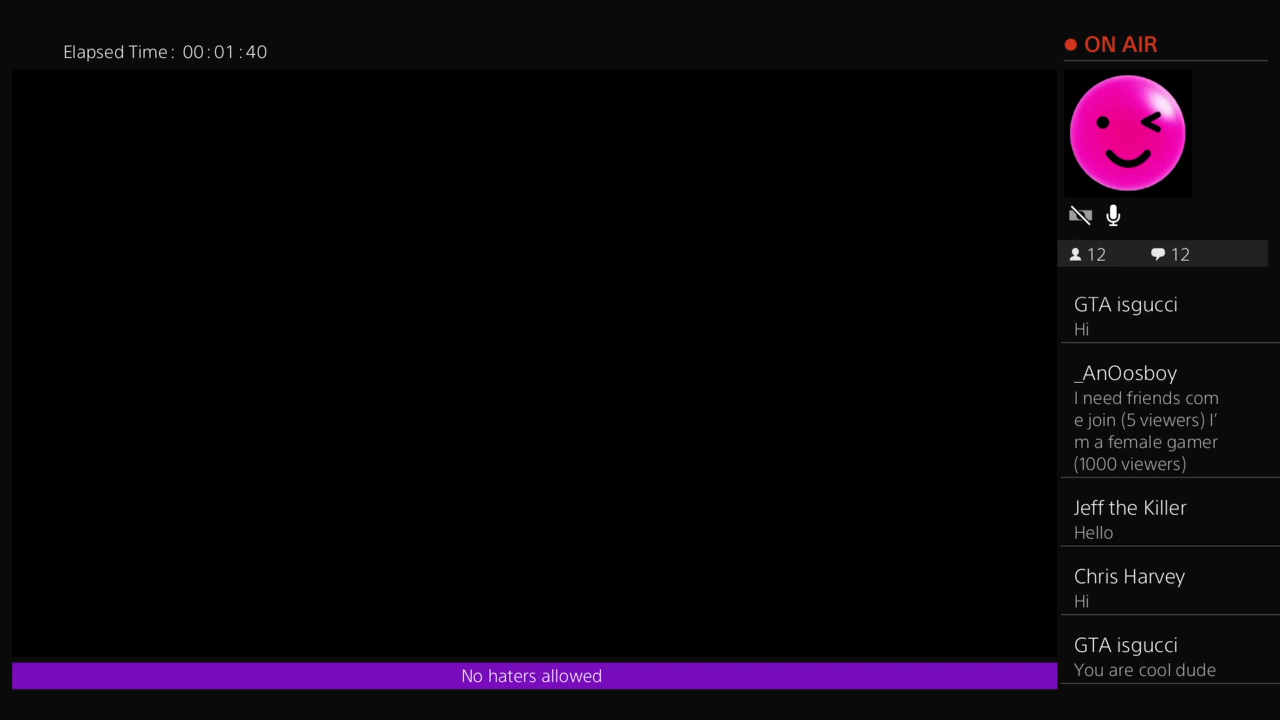 Elapsed Time: 00:01:40
ON AIR
12 12
GTA isgucci
Hi
_AnOosboy
I need friends com
e join (5 viewers) I'
m a female gamer
(1000 viewers)
Jeff the Killer
Hello
Chris Harvey
Hi
GTA isgucci
You are cool dude
No haters allowed